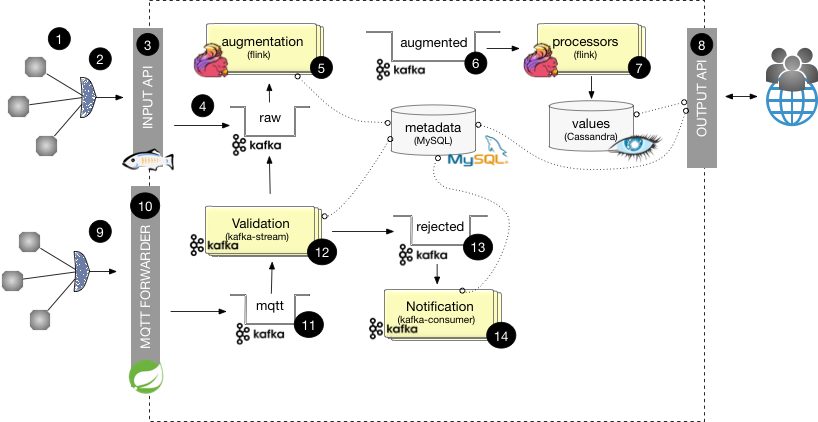 1
2
3
INPUT API
4
augmentation
(flink)
5
augmented
kafka
6
processors
(flink)
7
8
OUTPUT API
raw
kafka
metadata
(MySQL)
MySQL
values
(Cassandra)
9
10
MQTT FORWARDER
Validation
(kafka-stream)
kafka
12
rejected
kafka
13
mqtt
kafka
11
Notification
(kafka-consumer)
kafka
14